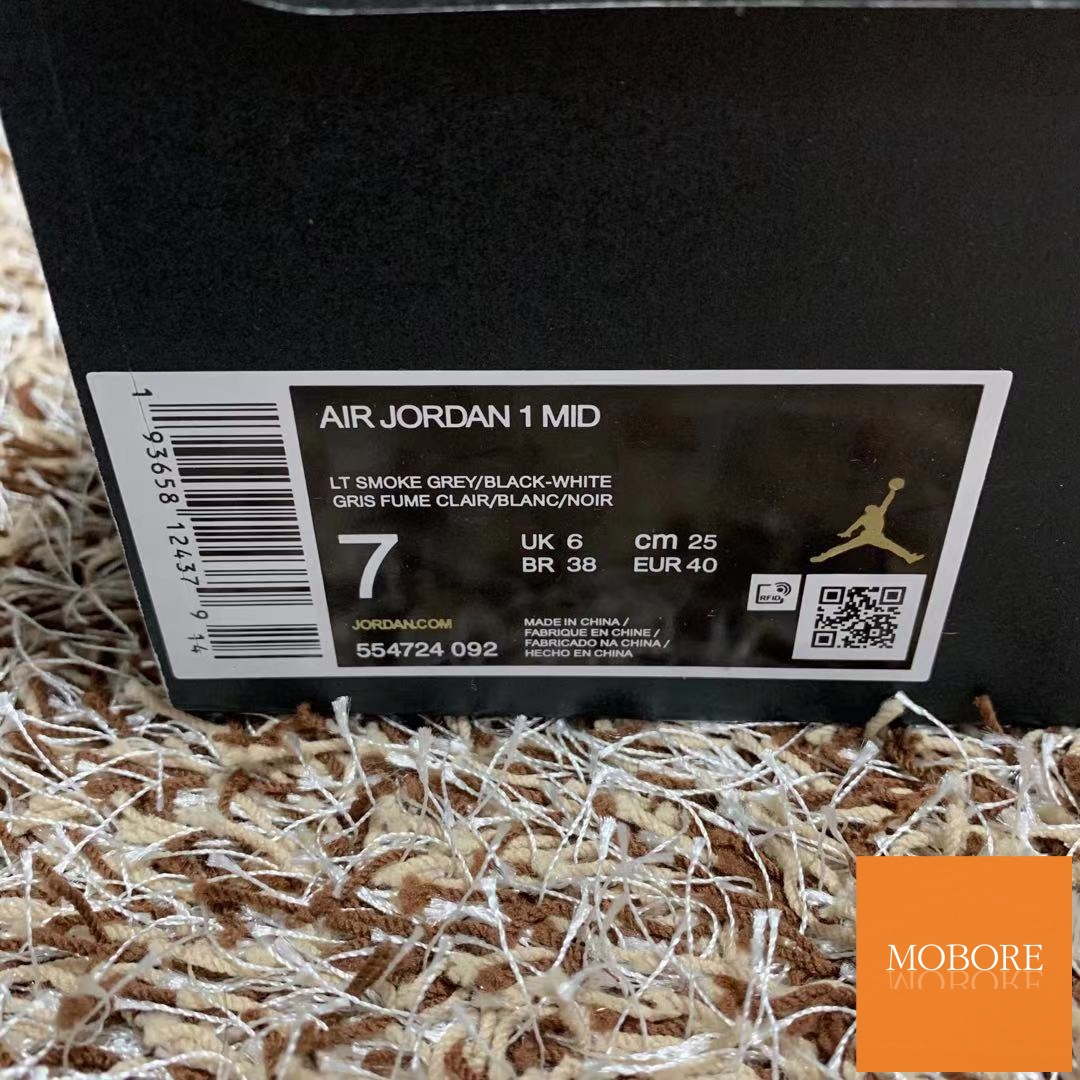 AIR JORDAN 1 MID
LT SMOKE GREY/BLACK-WHITE
GRIS FUME CLAIR/BLANC/NOIR
7
UK 6 cm 25
BR 38 EUR 40
RFID
JORDAN.COM
554724 092
MADE IN CHINA /
FABRIQUE EN CHINE /
FABRICADO NA CHINA /
HECHO EN CHINA
1 93658 12437 9 14
MOBORE